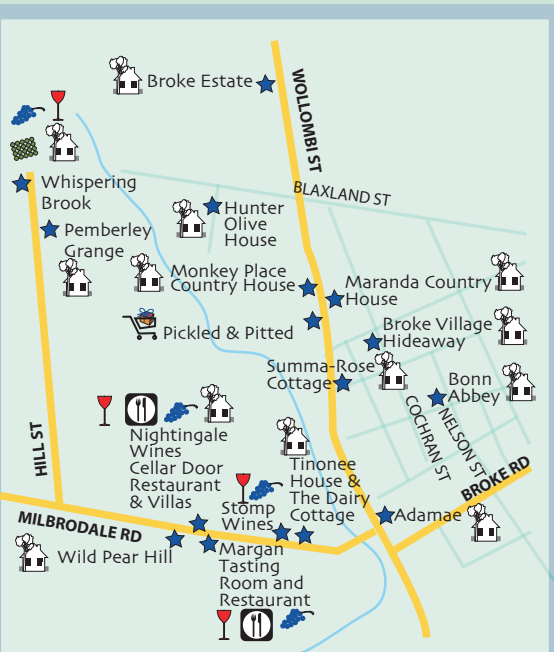 Broke Estate
WOLLOMBI ST
BLAXLAND ST
Whispering
Brook
Pemberley
Grange
Hunter
Olive
House
Monkey Place
Country House
Maranda Country
House
Pickled & Pitted
Broke Village
Hideaway
Summa-Rose
Cottage
Bonn
Abbey
COCHRAN ST
NELSON ST
BROKE RD
HILL ST
Nightingale
Wines
Cellar Door
Restaurant
& Villas
Tinonee
House &
The Dairy
Cottage
Stomp
Wines
Adamae
MILBRODALE RD
Wild Pear Hill
Margan
Tasting
Room and
Restaurant